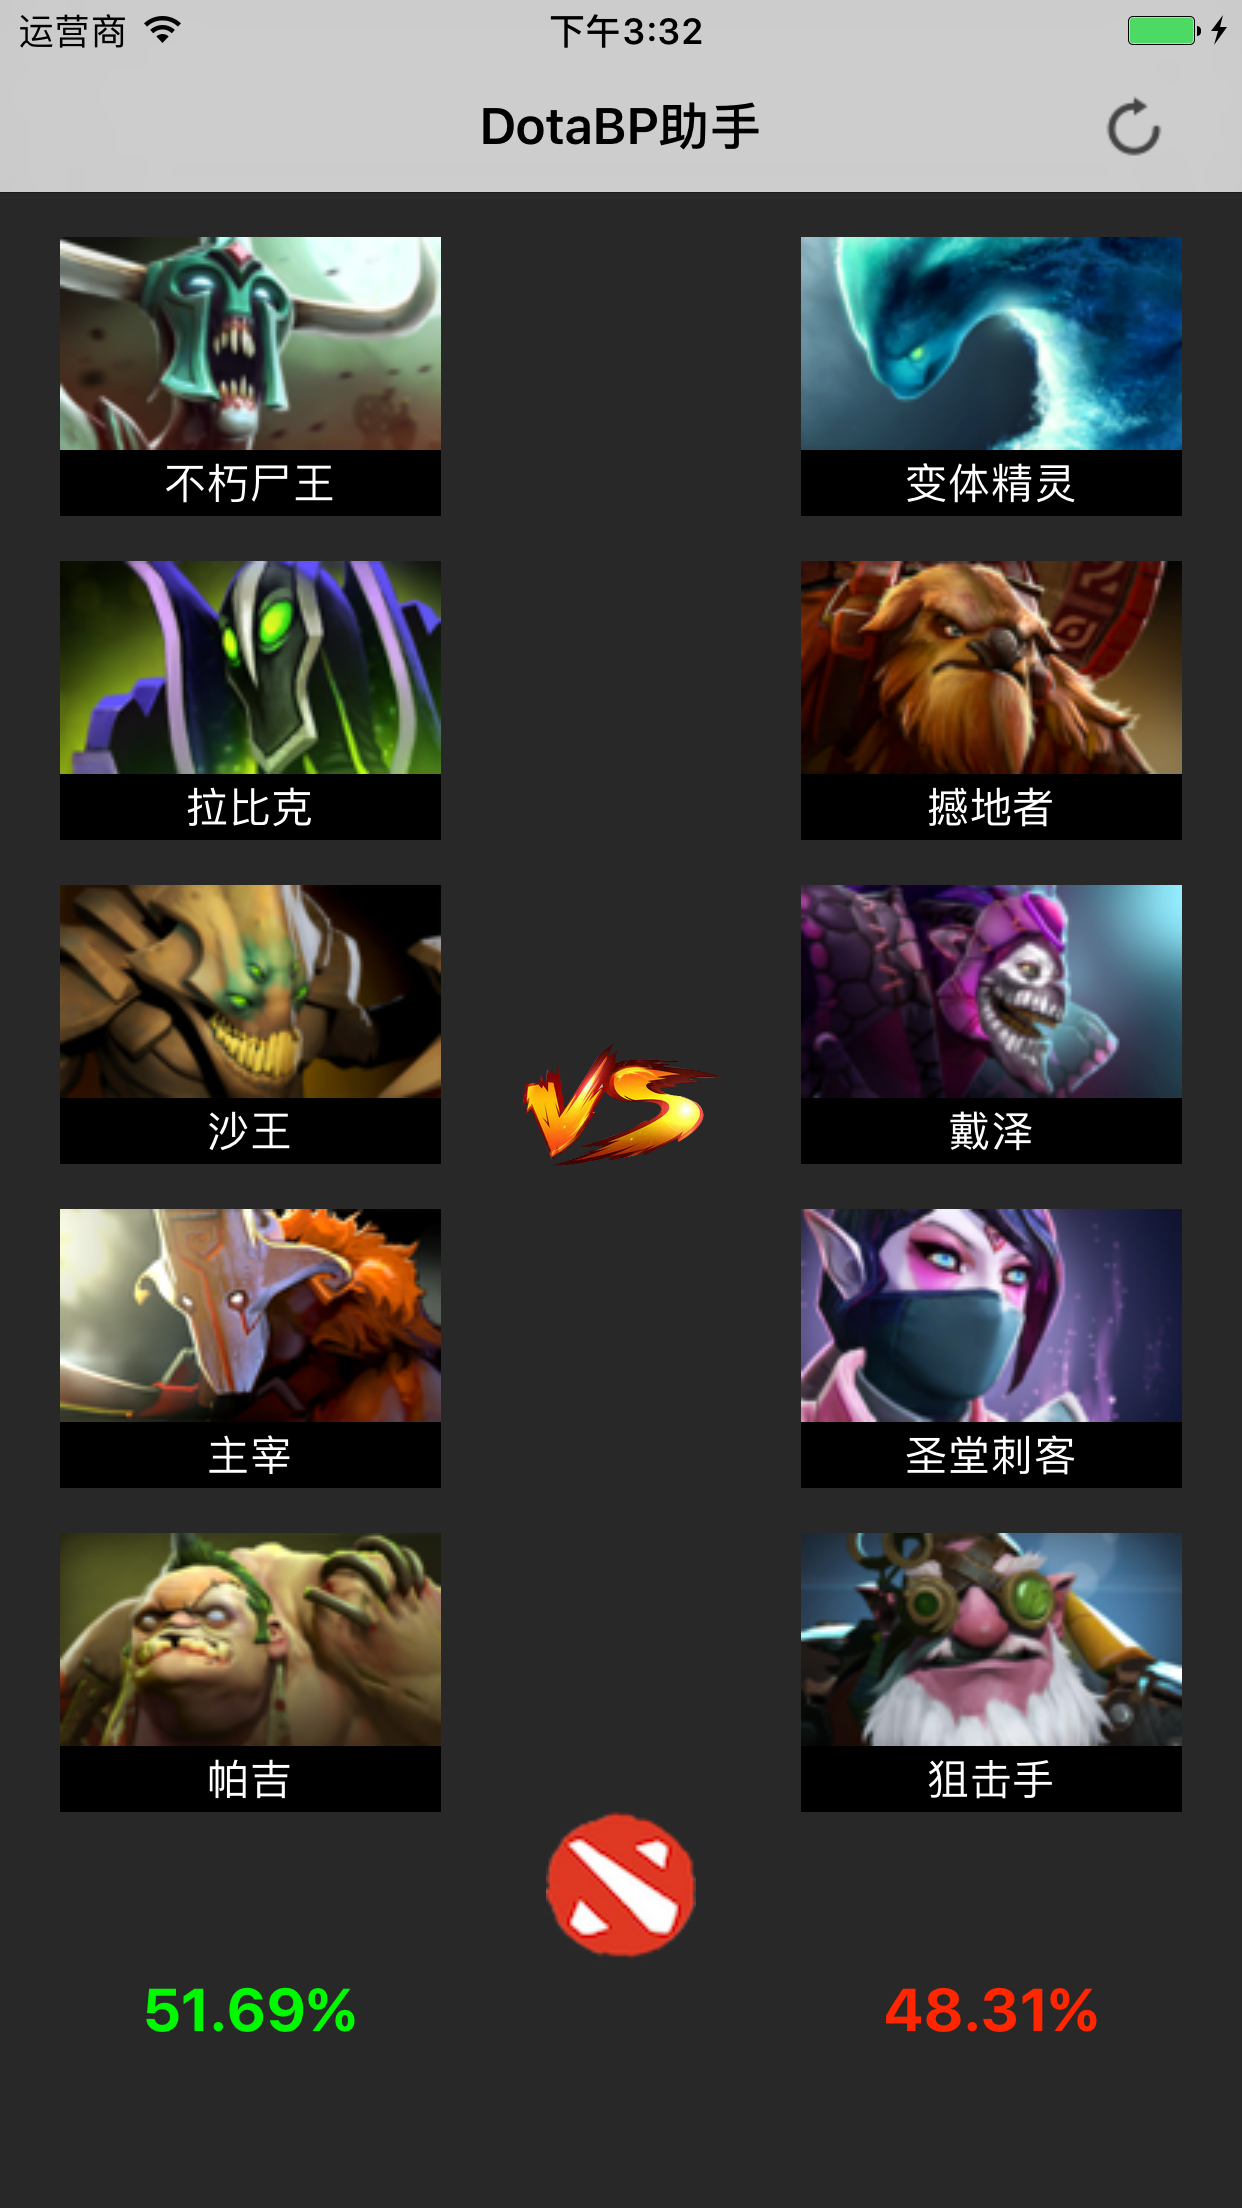 运营商 下午3:32
DotaBP助手
不朽尸王 变体精灵
拉比克 撼地者
沙王 VS 戴泽
主宰 圣堂刺客
帕吉 狙击手
51.69% 48.31%